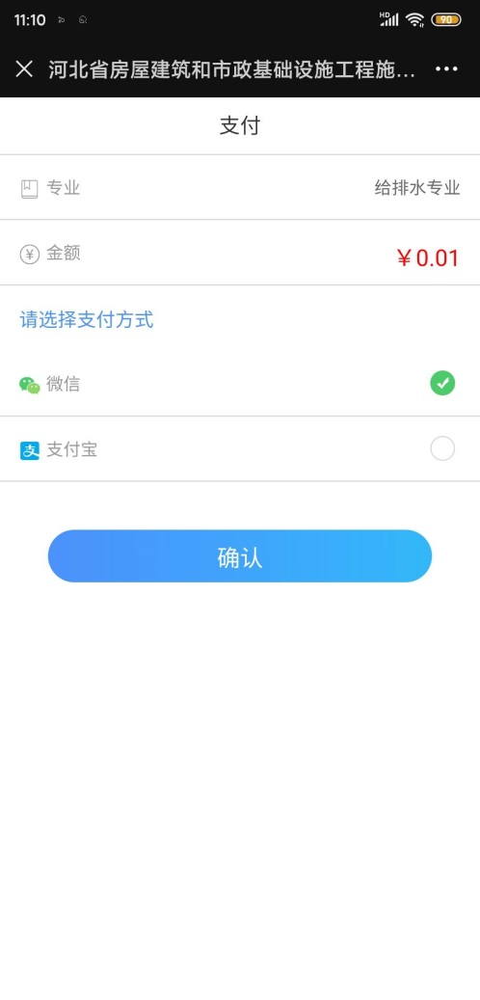 11:10
HD
90
河北省房屋建筑和市政基础设施工程施...
支付
专业
给排水专业
金额
￥0.01
请选择支付方式
微信
支 支付宝
确认